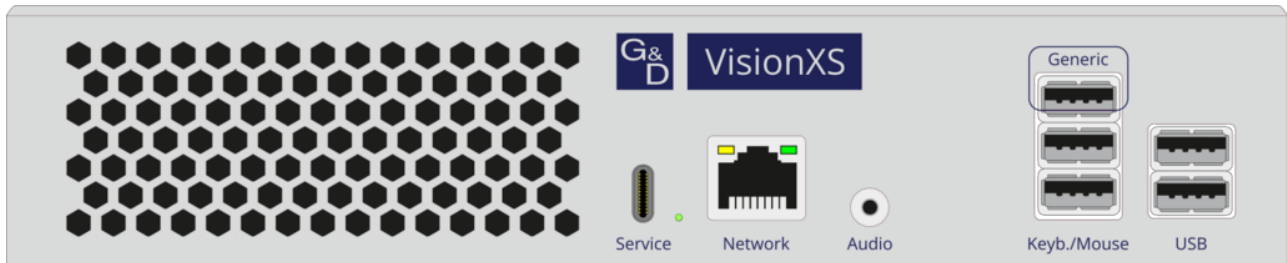 G&D
VisionXS
Generic
Service
Network
Audio
Keyb./Mouse
USB